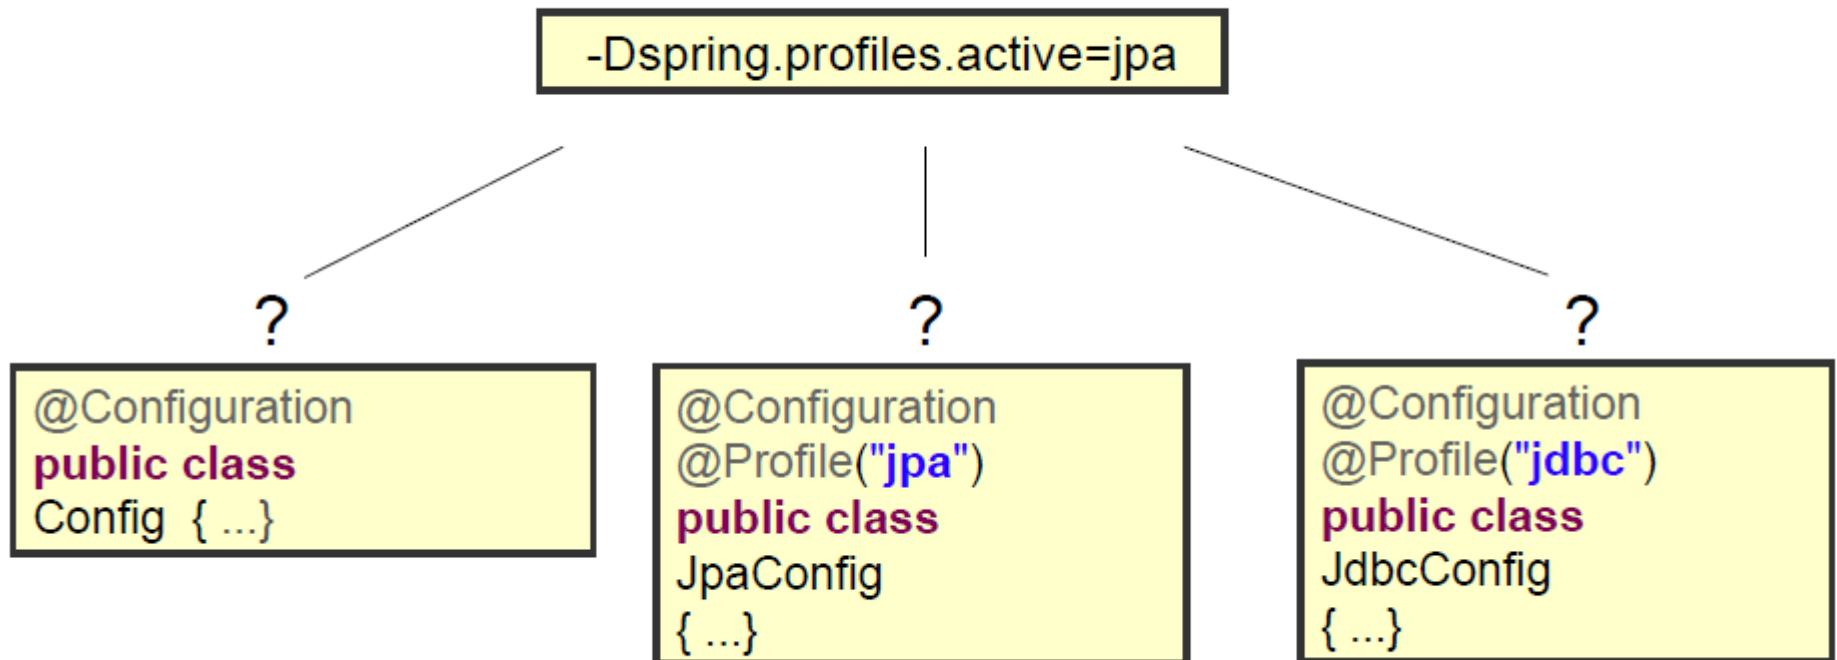 -Dspring.profiles.active=jpa
?
?
?
@Configuration
public class
Config { ...}
@Configuration
@Profile("jpa")
public class
JpaConfig
{ ...}
@Configuration
@Profile("jdbc")
public class
JdbcConfig
{ ...}